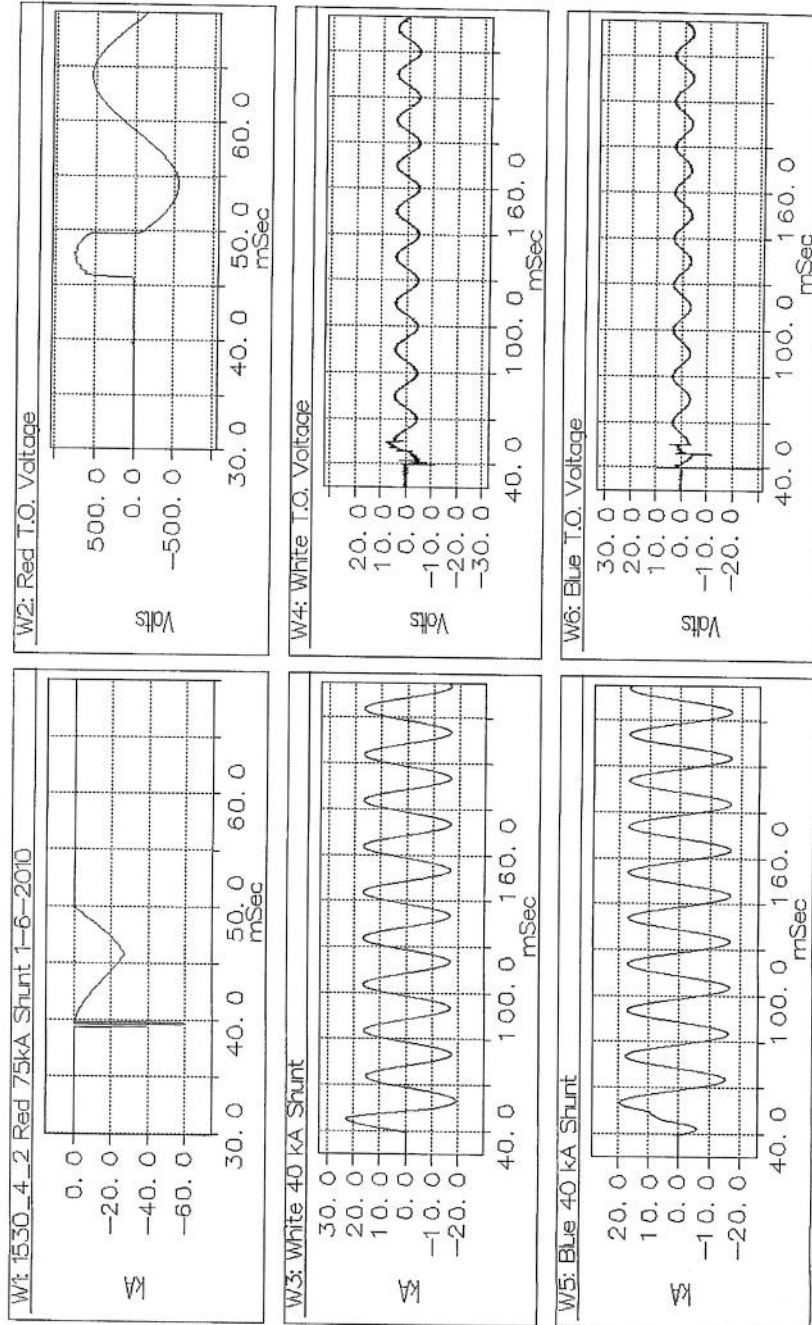 W1: 1530_4_2 Red 75kA Shunt 1-6-2010
0. 0
-20. 0
-40. 0
-60. 0
kA
30. 0 40. 0 50. 0 60. 0
mSec
W2: Red T.O. Voltage
500. 0
0. 0
-500. 0
Volts
30. 0 40. 0 50. 0 60. 0
mSec
W3: White 40 kA Shunt
30. 0
20. 0
10. 0
0. 0
-10. 0
-20. 0
kA
40. 0 100. 0 160. 0
mSec
W4: White T.O. Voltage
20. 0
10. 0
0. 0
-10. 0
-20. 0
-30. 0
Volts
40. 0 100. 0 160. 0
mSec
W5: Blue 40 kA Shunt
20. 0
10. 0
0. 0
-10. 0
-20. 0
kA
40. 0 100. 0 160. 0
mSec
W6: Blue T.O. Voltage
30. 0
20. 0
10. 0
0. 0
-10. 0
-20. 0
Volts
40. 0 100. 0 160. 0
mSec